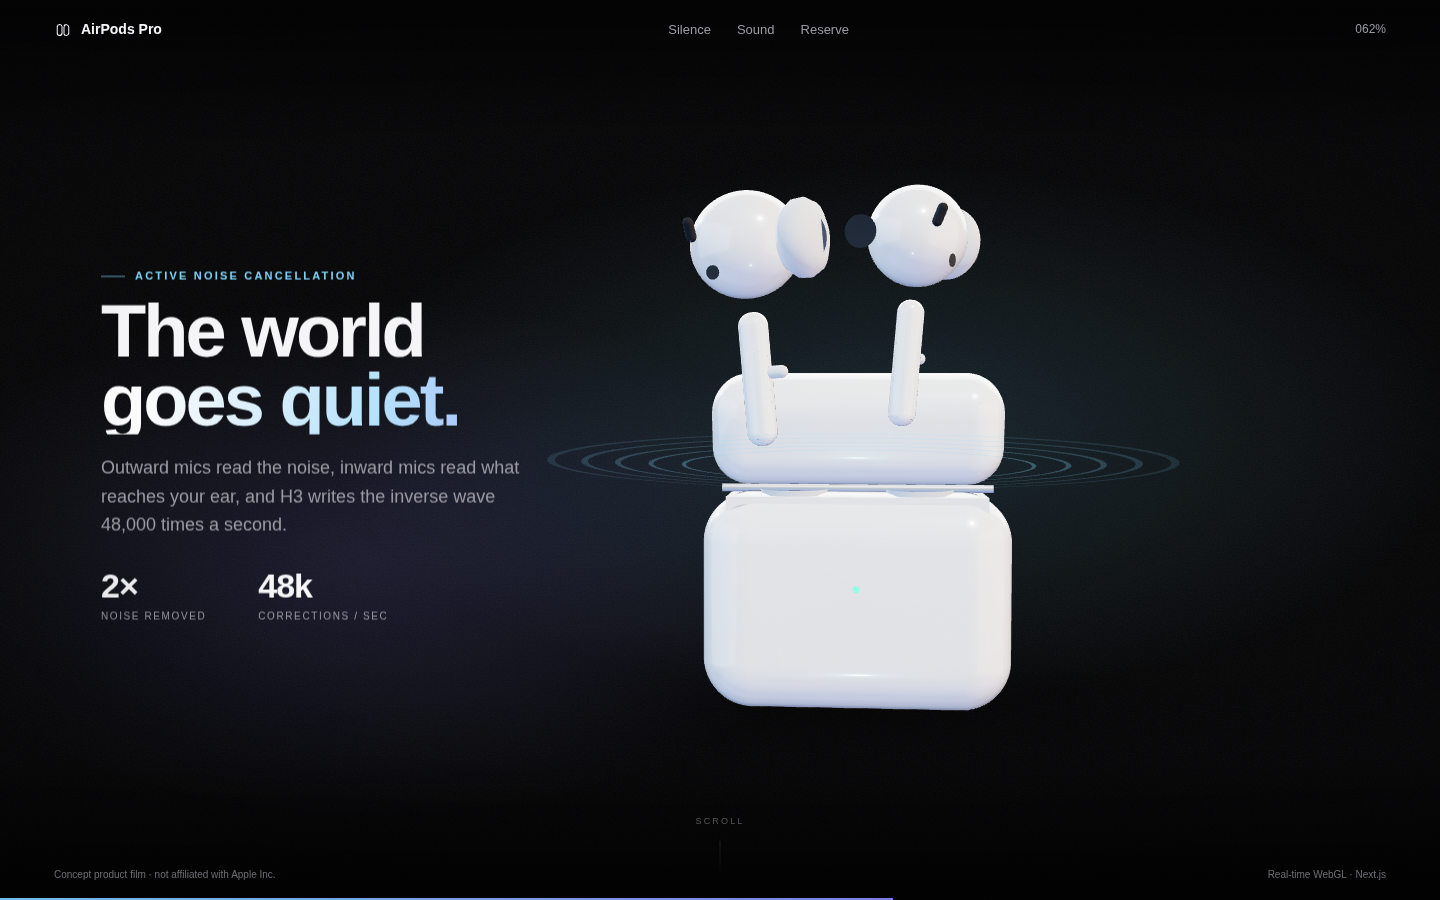 AirPods Pro
Silence
Sound
Reserve
062%
ACTIVE NOISE CANCELLATION
The world
goes quiet.
Outward mics read the noise, inward mics read what
reaches your ear, and H3 writes the inverse wave
48,000 times a second.
2×
48k
NOISE REMOVED
CORRECTIONS / SEC
SCROLL
Concept product film · not affiliated with Apple Inc.
Real-time WebGL · Next.js